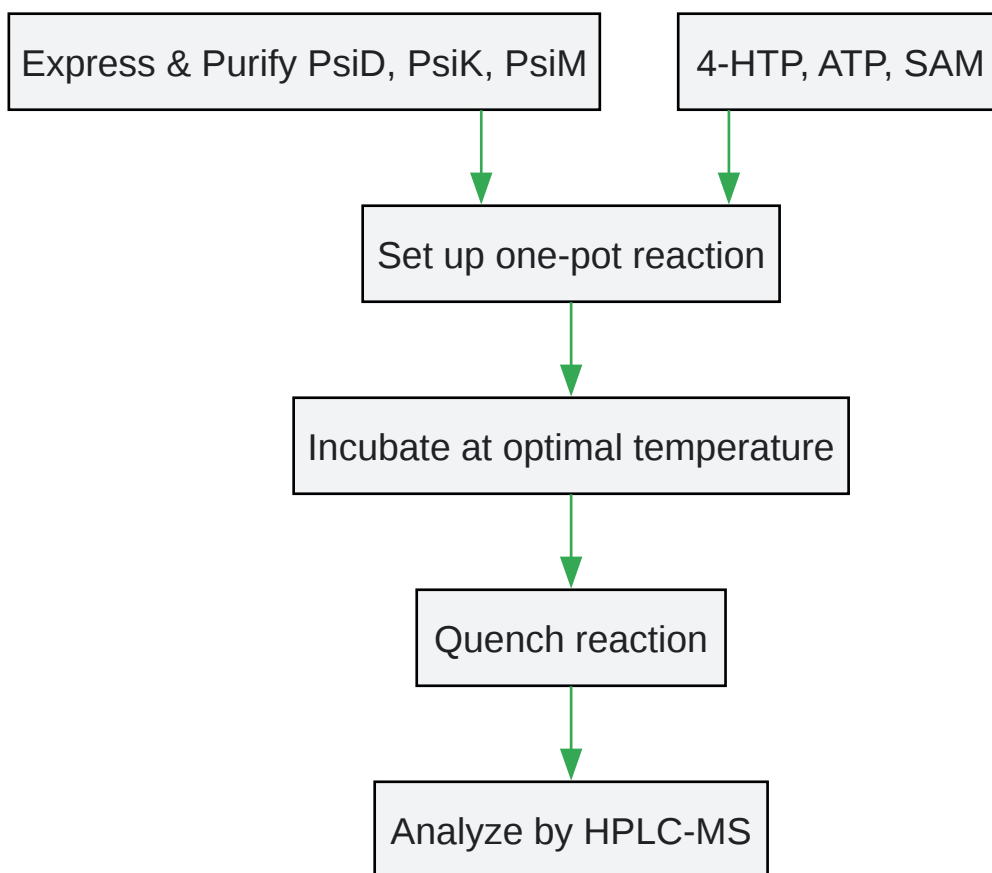 Express & Purify PsiD, PsiK, PsiM
4-HTP, ATP, SAM
Set up one-pot reaction
Incubate at optimal temperature
Quench reaction
Analyze by HPLC-MS